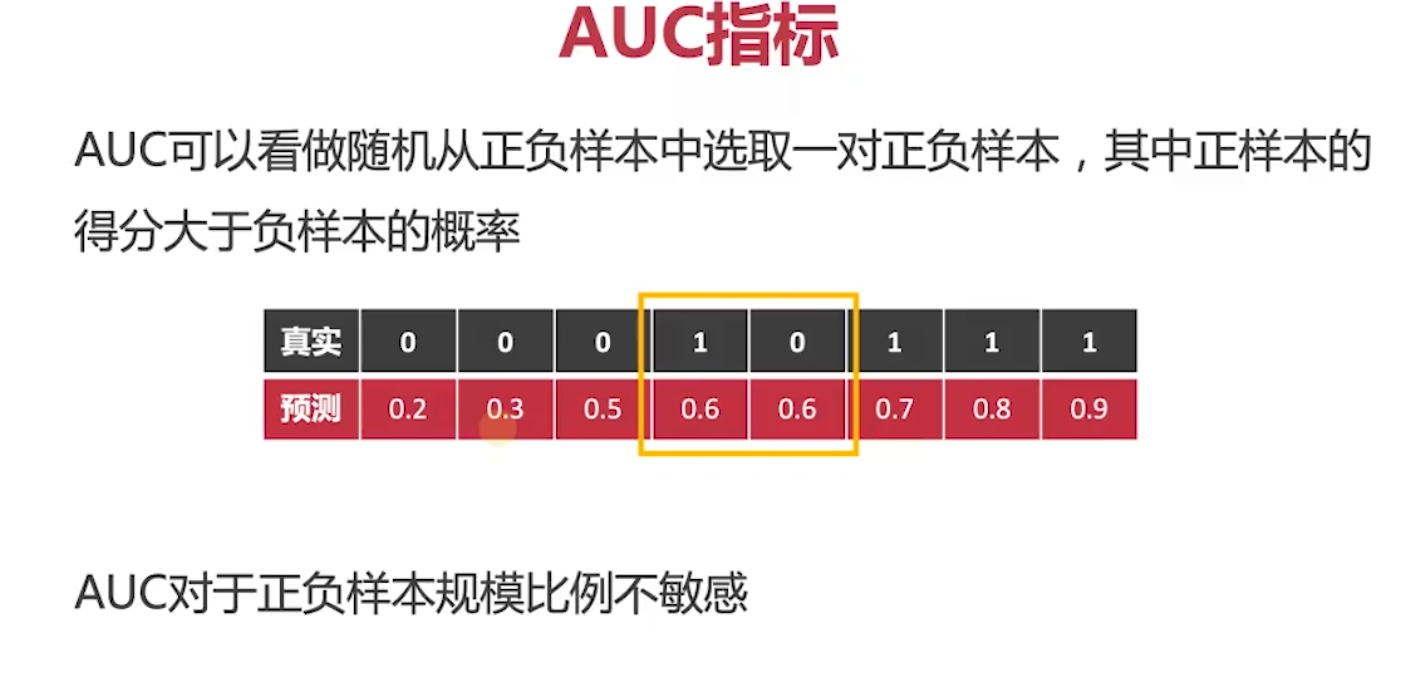 AUC指标
AUC可以看做随机从正负样本中选取一对正负样本，其中正样本的
得分大于负样本的概率
真实 0 0 0 1 0 1 1 1
预测 0.2 0.3 0.5 0.6 0.6 0.7 0.8 0.9
AUC对于正负样本规模比例不敏感